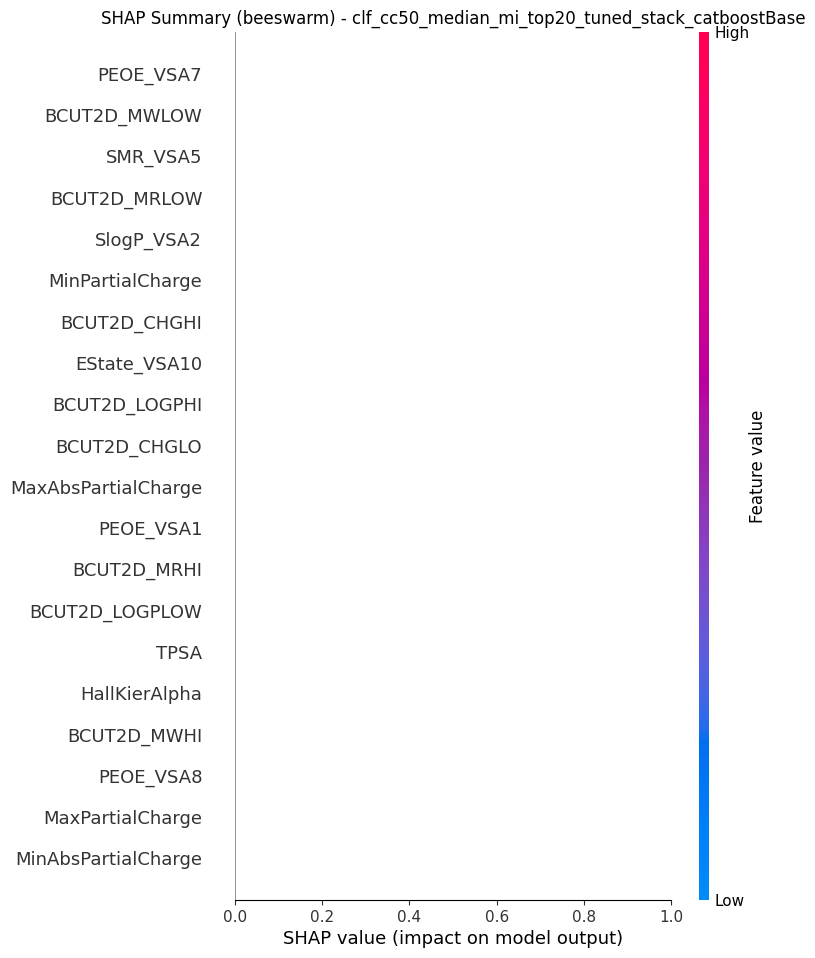 SHAP Summary (beeswarm) - clf_cc50_median_mi_top20_tuned_stack_catboostBase
High
PEOE_VSA7
BCUT2D_MWLOW
SMR_VSA5
BCUT2D_MRLOW
SlogP_VSA2
MinPartialCharge
BCUT2D_CHGHI
EState_VSA10
BCUT2D_LOGPHI
BCUT2D_CHGLO
MaxAbsPartialCharge
PEOE_VSA1
BCUT2D_MRHI
BCUT2D_LOGPLOW
TPSA
HallKierAlpha
BCUT2D_MWHI
PEOE_VSA8
MaxPartialCharge
MinAbsPartialCharge
Feature value
Low
0.0 0.2 0.4 0.6 0.8 1.0
SHAP value (impact on model output)